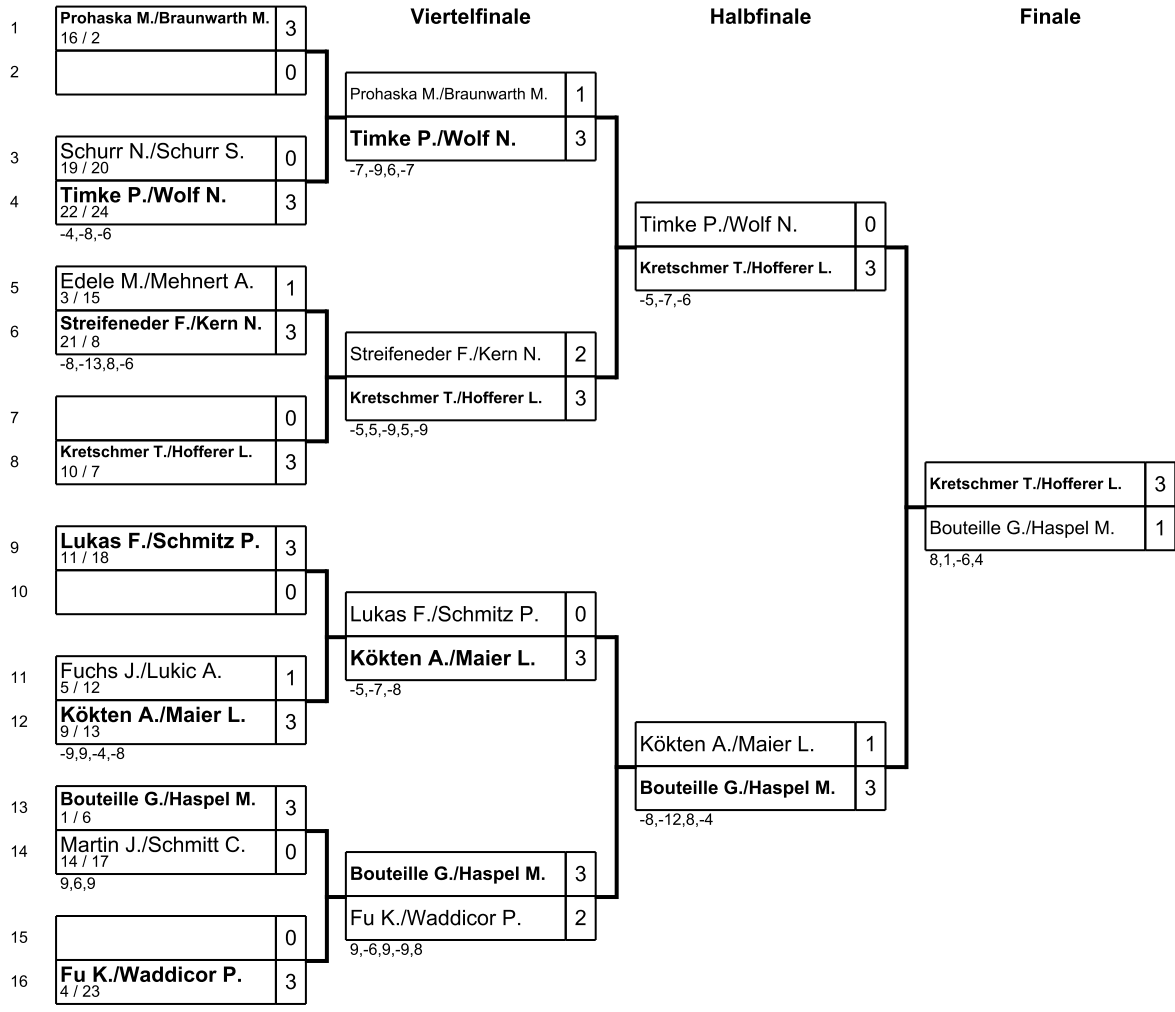 Viertelfinale
Halbfinale
Finale
1
Prohaska M./Braunwarth M.
3
16 / 2
2
0
3
Schurr N./Schurr S.
0
19 / 20
4
Timke P./Wolf N.
3
22 / 24
-4,-8,-6
5
Edele M./Mehnert A.
1
3 / 15
6
Streifeneder F./Kern N.
3
21 / 8
-8,-13,8,-6
7
0
8
Kretschmer T./Hofferer L.
3
10 / 7
9
Lukas F./Schmitz P.
3
11 / 18
10
0
11
Fuchs J./Lukic A.
1
5 / 12
12
Kökten A./Maier L.
3
9 / 13
-9,9,-4,-8
13
Bouteille G./Haspel M.
3
1 / 6
14
Martin J./Schmitt C.
0
14 / 17
9,6,9
15
0
16
Fu K./Waddicor P.
3
4 / 23
Prohaska M./Braunwarth M.
1
Timke P./Wolf N.
3
-7,-9,6,-7
Streifeneder F./Kern N.
2
Kretschmer T./Hofferer L.
3
-5,5,-9,5,-9
Lukas F./Schmitz P.
0
Kökten A./Maier L.
3
-5,-7,-8
Bouteille G./Haspel M.
3
Fu K./Waddicor P.
2
9,-6,9,-9,8
Timke P./Wolf N.
0
Kretschmer T./Hofferer L.
3
-5,-7,-6
Kökten A./Maier L.
1
Bouteille G./Haspel M.
3
-8,-12,8,-4
Kretschmer T./Hofferer L.
3
Bouteille G./Haspel M.
1
8,1,-6,4